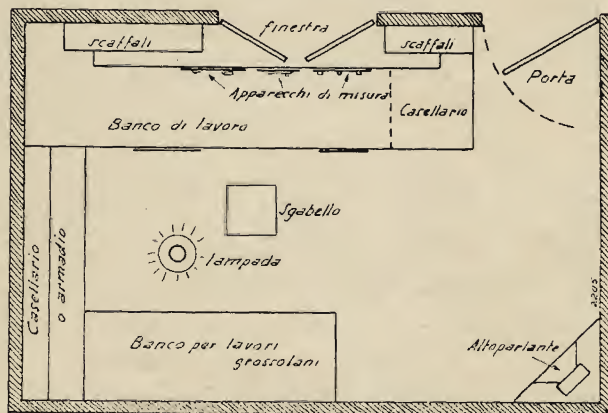 finestra
scaffali
scaffali
Porta
Apparecchi di misura
Casellario
Banco di lavoro
Sgabello
lampada
Casellario
o armadio
Banco per lavori
grossolani
Altoparlante
2205